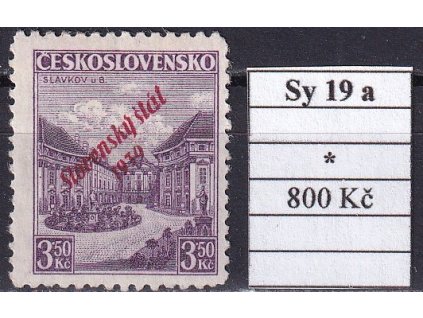 ČESKOSLOVENSKO
SLAVKOV u B.
Slovenský štát
1939
3·50 Kč
3·50 Kč
Sy 19 a
*
800 Kč